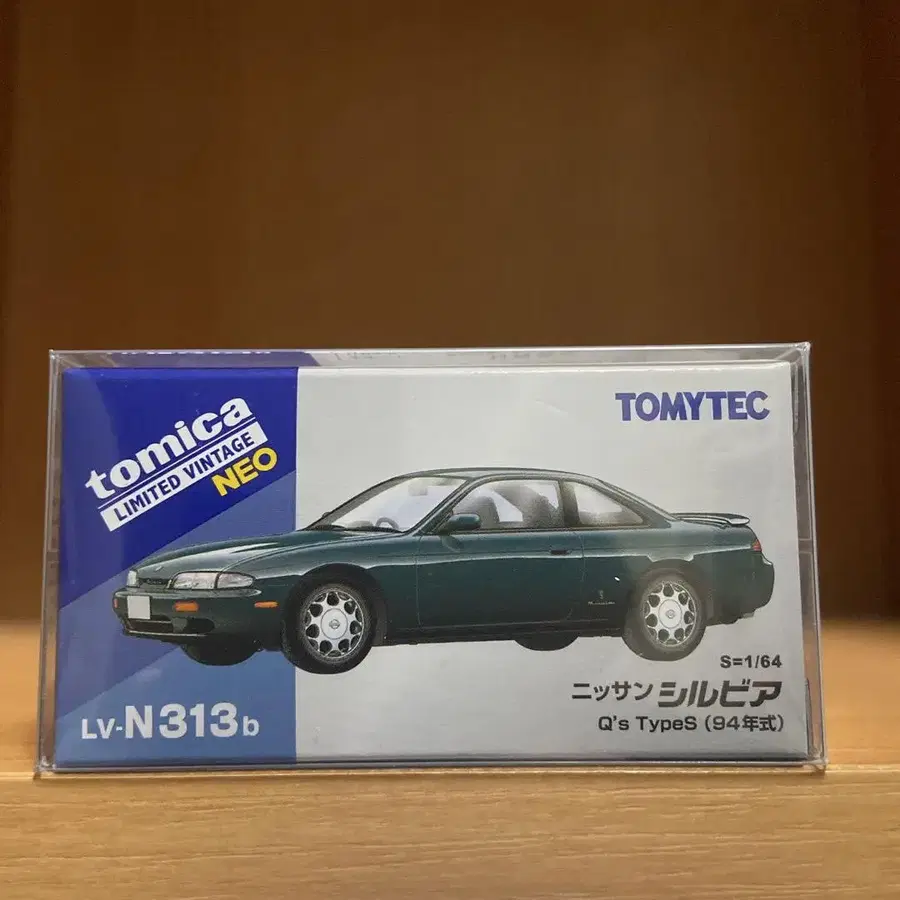 tomica
LIMITED VINTAGE
NEO
TOMYTEC
S=1/64
ニッサン シルビア
Q's TypeS (94年式)
LV-N313b